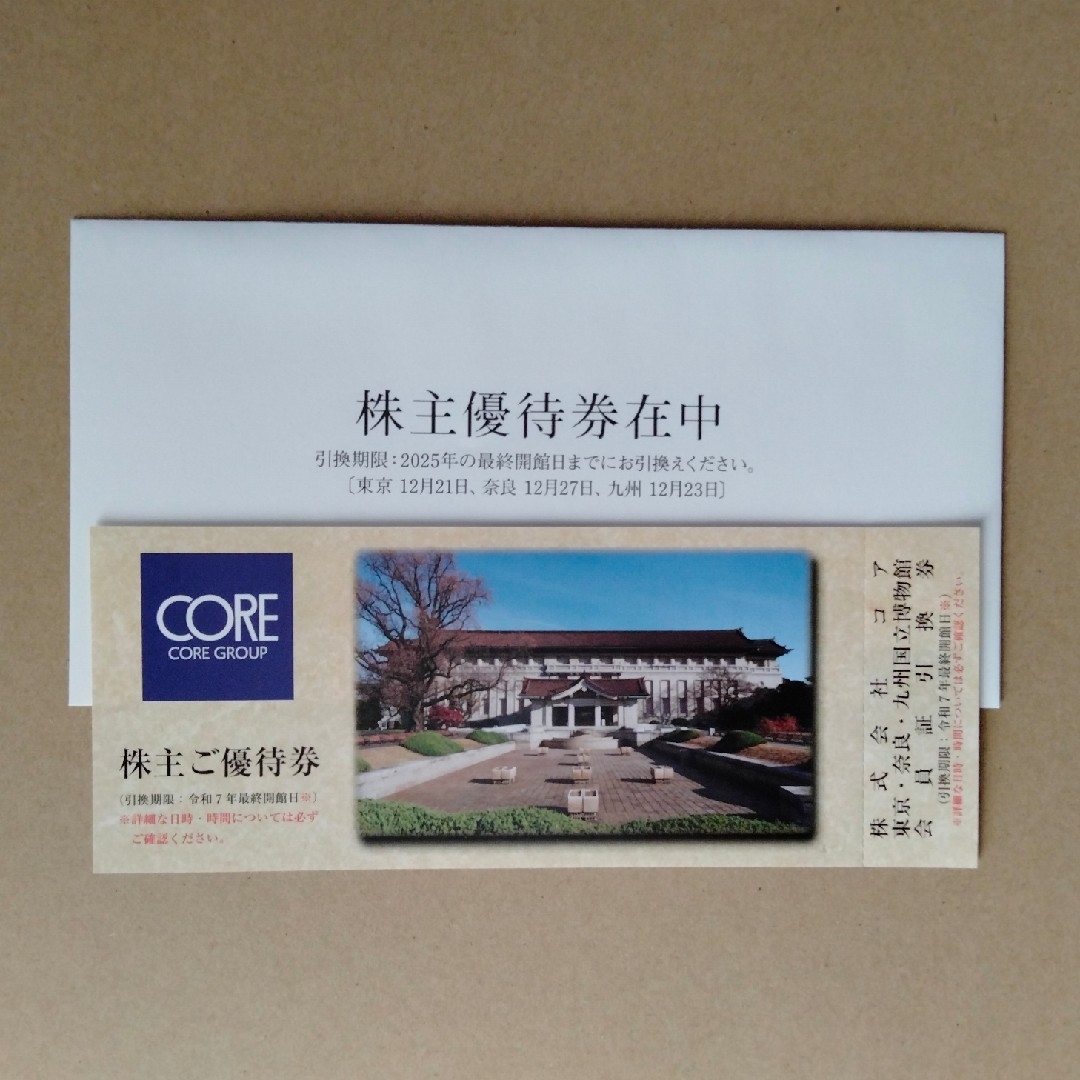 株主優待券在中
引換期限：2025年の最終開館日までにお引換えください。
〔東京 12月21日、奈良 12月27日、九州 12月23日〕
CORE
CORE GROUP
株主ご優待券
（引換期限：令和7年最終開館日※）
※詳細な日時・時間については必ず
ご確認ください。
株式会社コア
東京・奈良・九州国立博物館
会員証引換券
（引換期限：令和7年最終開館日※）
※詳細な日時・時間については必ずご確認ください。